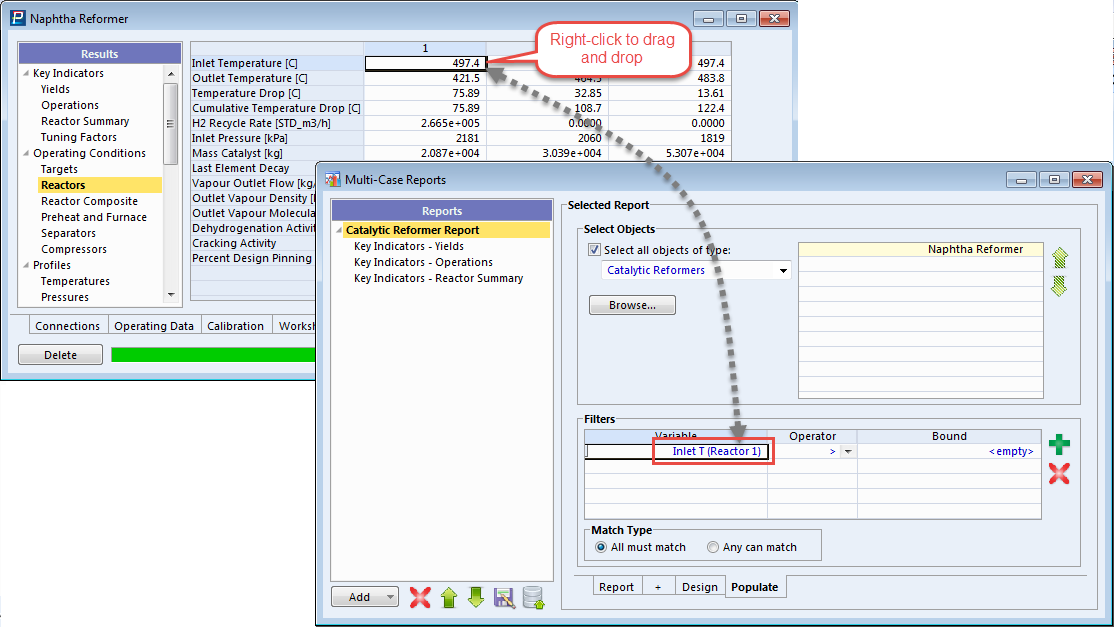 Naphtha Reformer
Results
Key Indicators
Yields
Operations
Reactor Summary
Tuning Factors
Operating Conditions
Targets
Reactors
Reactor Composite
Preheat and Furnace
Separators
Compressors
Profiles
Temperatures
Pressures
1
Inlet Temperature [C] 497.4 497.4
Outlet Temperature [C] 421.5 464.5 483.8
Temperature Drop [C] 75.89 32.85 13.61
Cumulative Temperature Drop [C] 75.89 108.7 122.4
H2 Recycle Rate [STD_m3/h] 2.665e+005 0.0000 0.0000
Inlet Pressure [kPa] 2181 2060 1819
Mass Catalyst [kg] 2.087e+004 3.039e+004 5.307e+004
Last Element Decay
Vapour Outlet Flow [kg/
Outlet Vapour Density [
Outlet Vapour Molecula
Dehydrogenation Activit
Cracking Activity
Percent Design Pinning
Right-click to drag
and drop
Connections Operating Data Calibration Worksh
Delete
Multi-Case Reports
Reports
Catalytic Reformer Report
Key Indicators - Yields
Key Indicators - Operations
Key Indicators - Reactor Summary
Add
Selected Report
Select Objects
Select all objects of type:
Catalytic Reformers
Browse...
Naphtha Reformer
Filters
Variable Operator Bound
Inlet T (Reactor 1) > <empty>
Match Type
All must match Any can match
Report + Design Populate